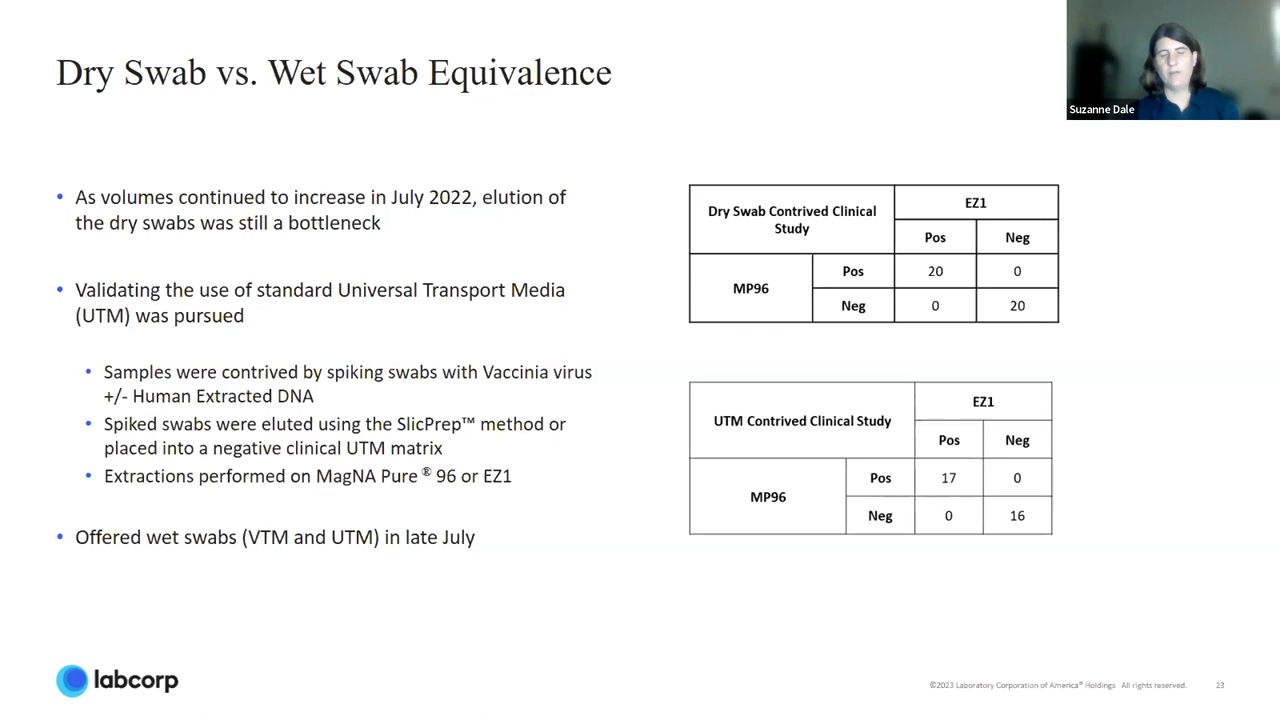 Dry Swab vs. Wet Swab Equivalence
Suzanne Dale
• As volumes continued to increase in July 2022, elution of
the dry swabs was still a bottleneck
• Validating the use of standard Universal Transport Media
(UTM) was pursued
• Samples were contrived by spiking swabs with Vaccinia virus
+/- Human Extracted DNA
• Spiked swabs were eluted using the SlicPrep™ method or
placed into a negative clinical UTM matrix
• Extractions performed on MagNA Pure ® 96 or EZ1
• Offered wet swabs (VTM and UTM) in late July
Dry Swab Contrived Clinical
Study
EZ1
Pos Neg
MP96
Pos 20 0
Neg 0 20
UTM Contrived Clinical Study
EZ1
Pos Neg
MP96
Pos 17 0
Neg 0 16
labcorp
©2023 Laboratory Corporation of America® Holdings All rights reserved. 23